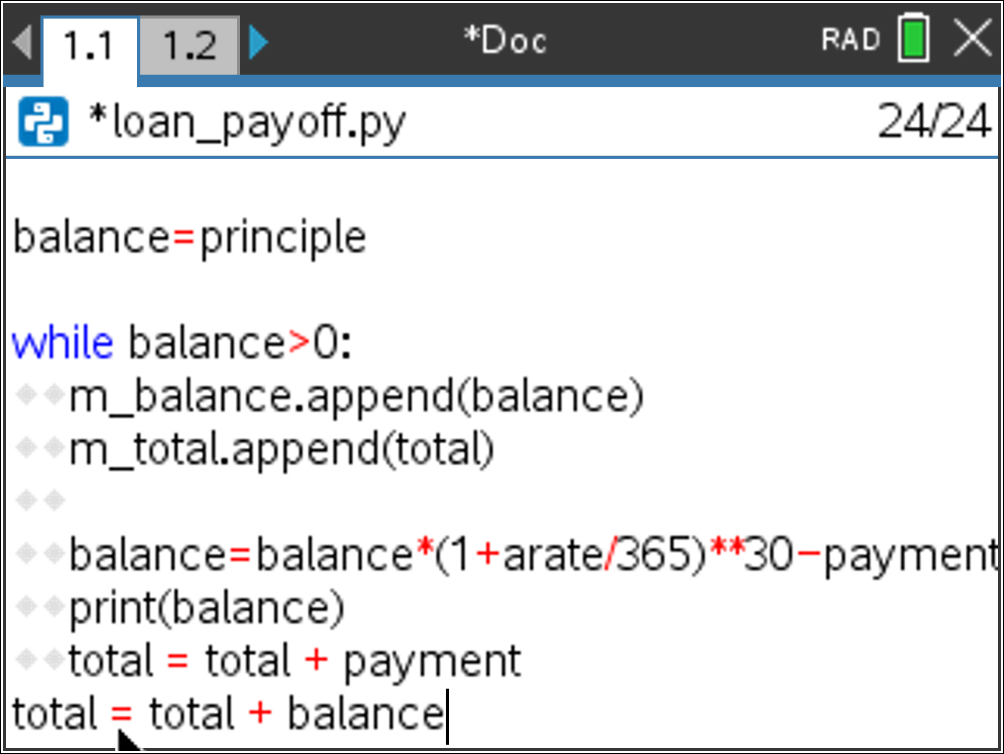 1.1 1.2 *Doc RAD
*loan_payoff.py 24/24
balance=principle
while balance>0:
m_balance.append(balance)
m_total.append(total)
balance=balance*(1+arate/365)**30−payment
print(balance)
total = total + payment
total = total + balance